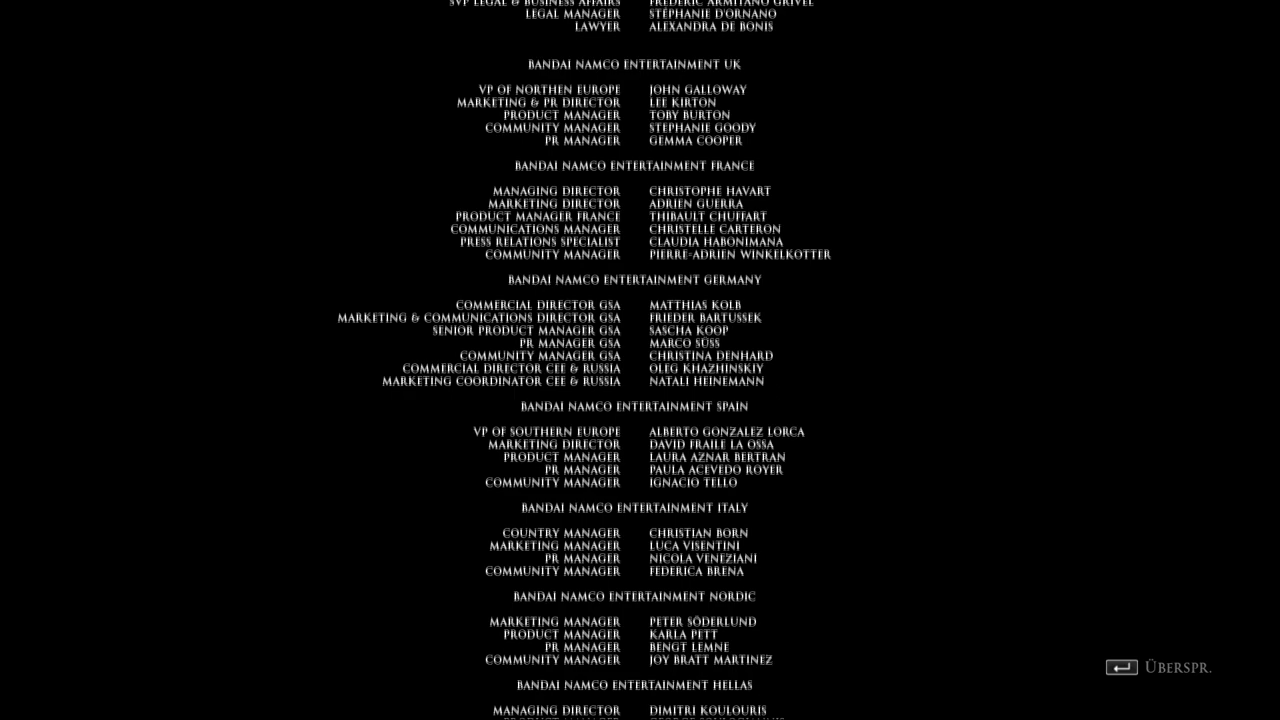 SVP LEGAL & BUSINESS AFFAIRS FRÉDÉRIC ARMITANO GRIVEL
LEGAL MANAGER STÉPHANIE D'ORNANO
LAWYER ALEXANDRA DE BONIS
BANDAI NAMCO ENTERTAINMENT UK
VP OF NORTHEN EUROPE JOHN GALLOWAY
MARKETING & PR DIRECTOR LEE KIRTON
PRODUCT MANAGER TOBY BURTON
COMMUNITY MANAGER STEPHANIE GOODY
PR MANAGER GEMMA COOPER
BANDAI NAMCO ENTERTAINMENT FRANCE
MANAGING DIRECTOR CHRISTOPHE HAVART
MARKETING DIRECTOR ADRIEN GUERRA
PRODUCT MANAGER FRANCE THIBAULT CHUFFART
COMMUNICATIONS MANAGER CHRISTELLE CARTERON
PRESS RELATIONS SPECIALIST CLAUDIA HABONIMANA
COMMUNITY MANAGER PIERRE-ADRIEN WINKELKOTTER
BANDAI NAMCO ENTERTAINMENT GERMANY
COMMERCIAL DIRECTOR GSA MATTHIAS KOLB
MARKETING & COMMUNICATIONS DIRECTOR GSA FRIEDER BARTUSSEK
SENIOR PRODUCT MANAGER GSA SASCHA KOOP
PR MANAGER GSA MARCO SÜSS
COMMUNITY MANAGER GSA CHRISTINA DENHARD
COMMERCIAL DIRECTOR CEE & RUSSIA OLEG KHAZHINSKIY
MARKETING COORDINATOR CEE & RUSSIA NATALI HEINEMANN
BANDAI NAMCO ENTERTAINMENT SPAIN
VP OF SOUTHERN EUROPE ALBERTO GONZALEZ LORCA
MARKETING DIRECTOR DAVID FRAILE LA OSSA
PRODUCT MANAGER LAURA AZNAR BERTRAN
PR MANAGER PAULA ACEVEDO ROYER
COMMUNITY MANAGER IGNACIO TELLO
BANDAI NAMCO ENTERTAINMENT ITALY
COUNTRY MANAGER CHRISTIAN BORN
MARKETING MANAGER LUCA VISENTINI
PR MANAGER NICOLA VENEZIANI
COMMUNITY MANAGER FEDERICA BRENA
BANDAI NAMCO ENTERTAINMENT NORDIC
MARKETING MANAGER PETER SÖDERLUND
PRODUCT MANAGER KARLA PETT
PR MANAGER BENGT LEMNE
COMMUNITY MANAGER JOY BRATT MARTINEZ
ÜBERSPR.
BANDAI NAMCO ENTERTAINMENT HELLAS
MANAGING DIRECTOR DIMITRI KOULOURIS